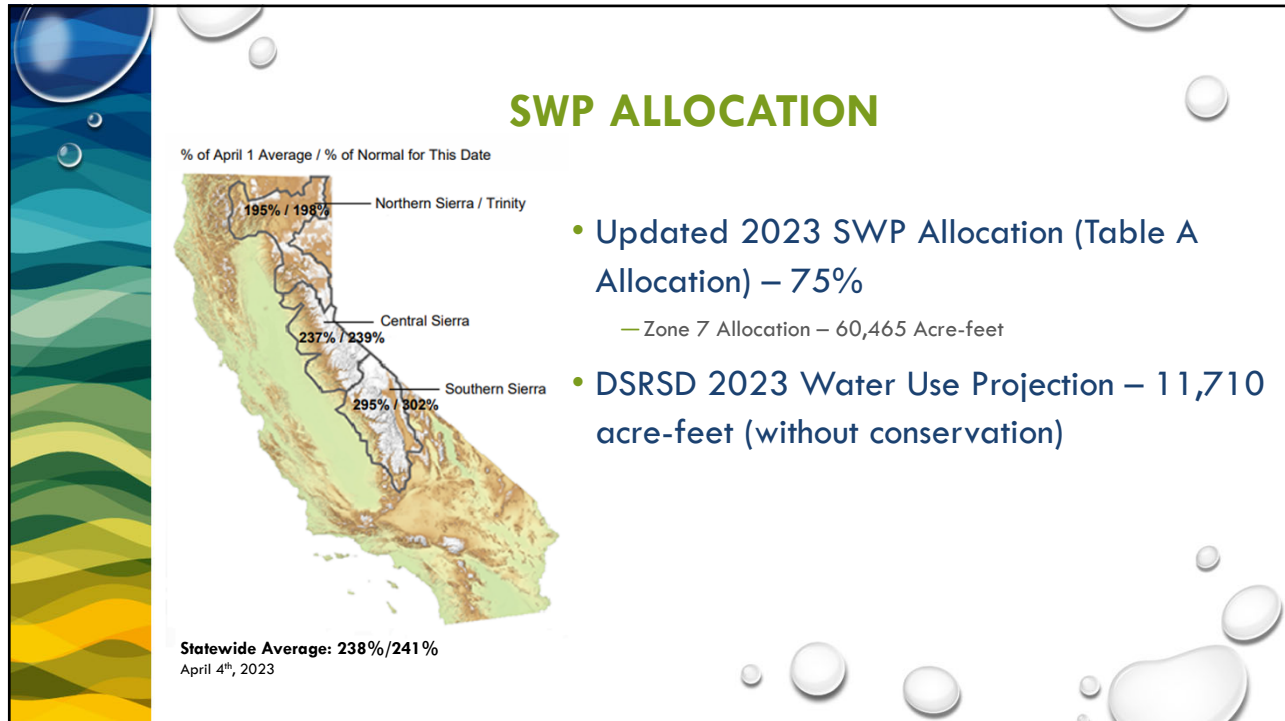 SWP ALLOCATION
% of April 1 Average / % of Normal for This Date
195% / 198%
Northern Sierra / Trinity
Central Sierra
237% / 239%
Southern Sierra
295% / 302%
Statewide Average: 238%/241%
April 4th, 2023
• Updated 2023 SWP Allocation (Table A
Allocation) – 75%
— Zone 7 Allocation – 60,465 Acre-feet
• DSRSD 2023 Water Use Projection – 11,710
acre-feet (without conservation)